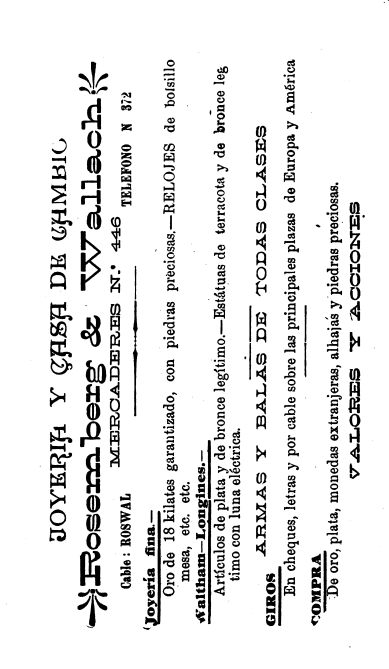 JOYERIA Y CASA DE CAMBIO
Rosemberg & Wallach
MERCADERES N.° 446 TELEFONO N 372
Cable: ROSWAL
Joyería fina.—
Oro de 18 kilates garantizado, con piedras preciosas.—RELOJES de bolsillo
mesa, etc. etc.
Waltham—Longines.—
Artículos de plata y de bronce legítimo.—Estátuas de terracota y de bronce leg
timo con luna eléctrica.
ARMAS Y BALAS DE TODAS CLASES
GIROS
En cheques, letras y por cable sobre las principales plazas de Europa y América
COMPRA
De oro, plata, monedas extranjeras, alhajas y piedras preciosas.
VALORES Y ACCIONES